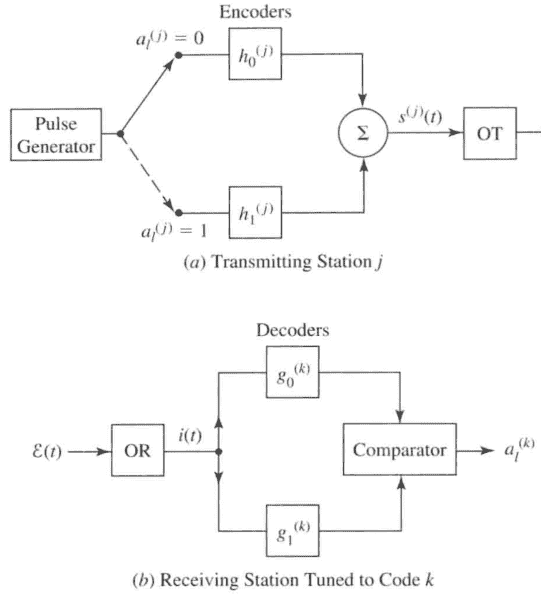 Encoders
a_l^(j) = 0
h_0^(j)
Pulse
Generator
Σ
s^(j)(t)
OT
h_1^(j)
a_l^(j) = 1
(a) Transmitting Station j
Decoders
g_0^(k)
ℰ(t)
OR
i(t)
Comparator
a_l^(k)
g_1^(k)
(b) Receiving Station Tuned to Code k